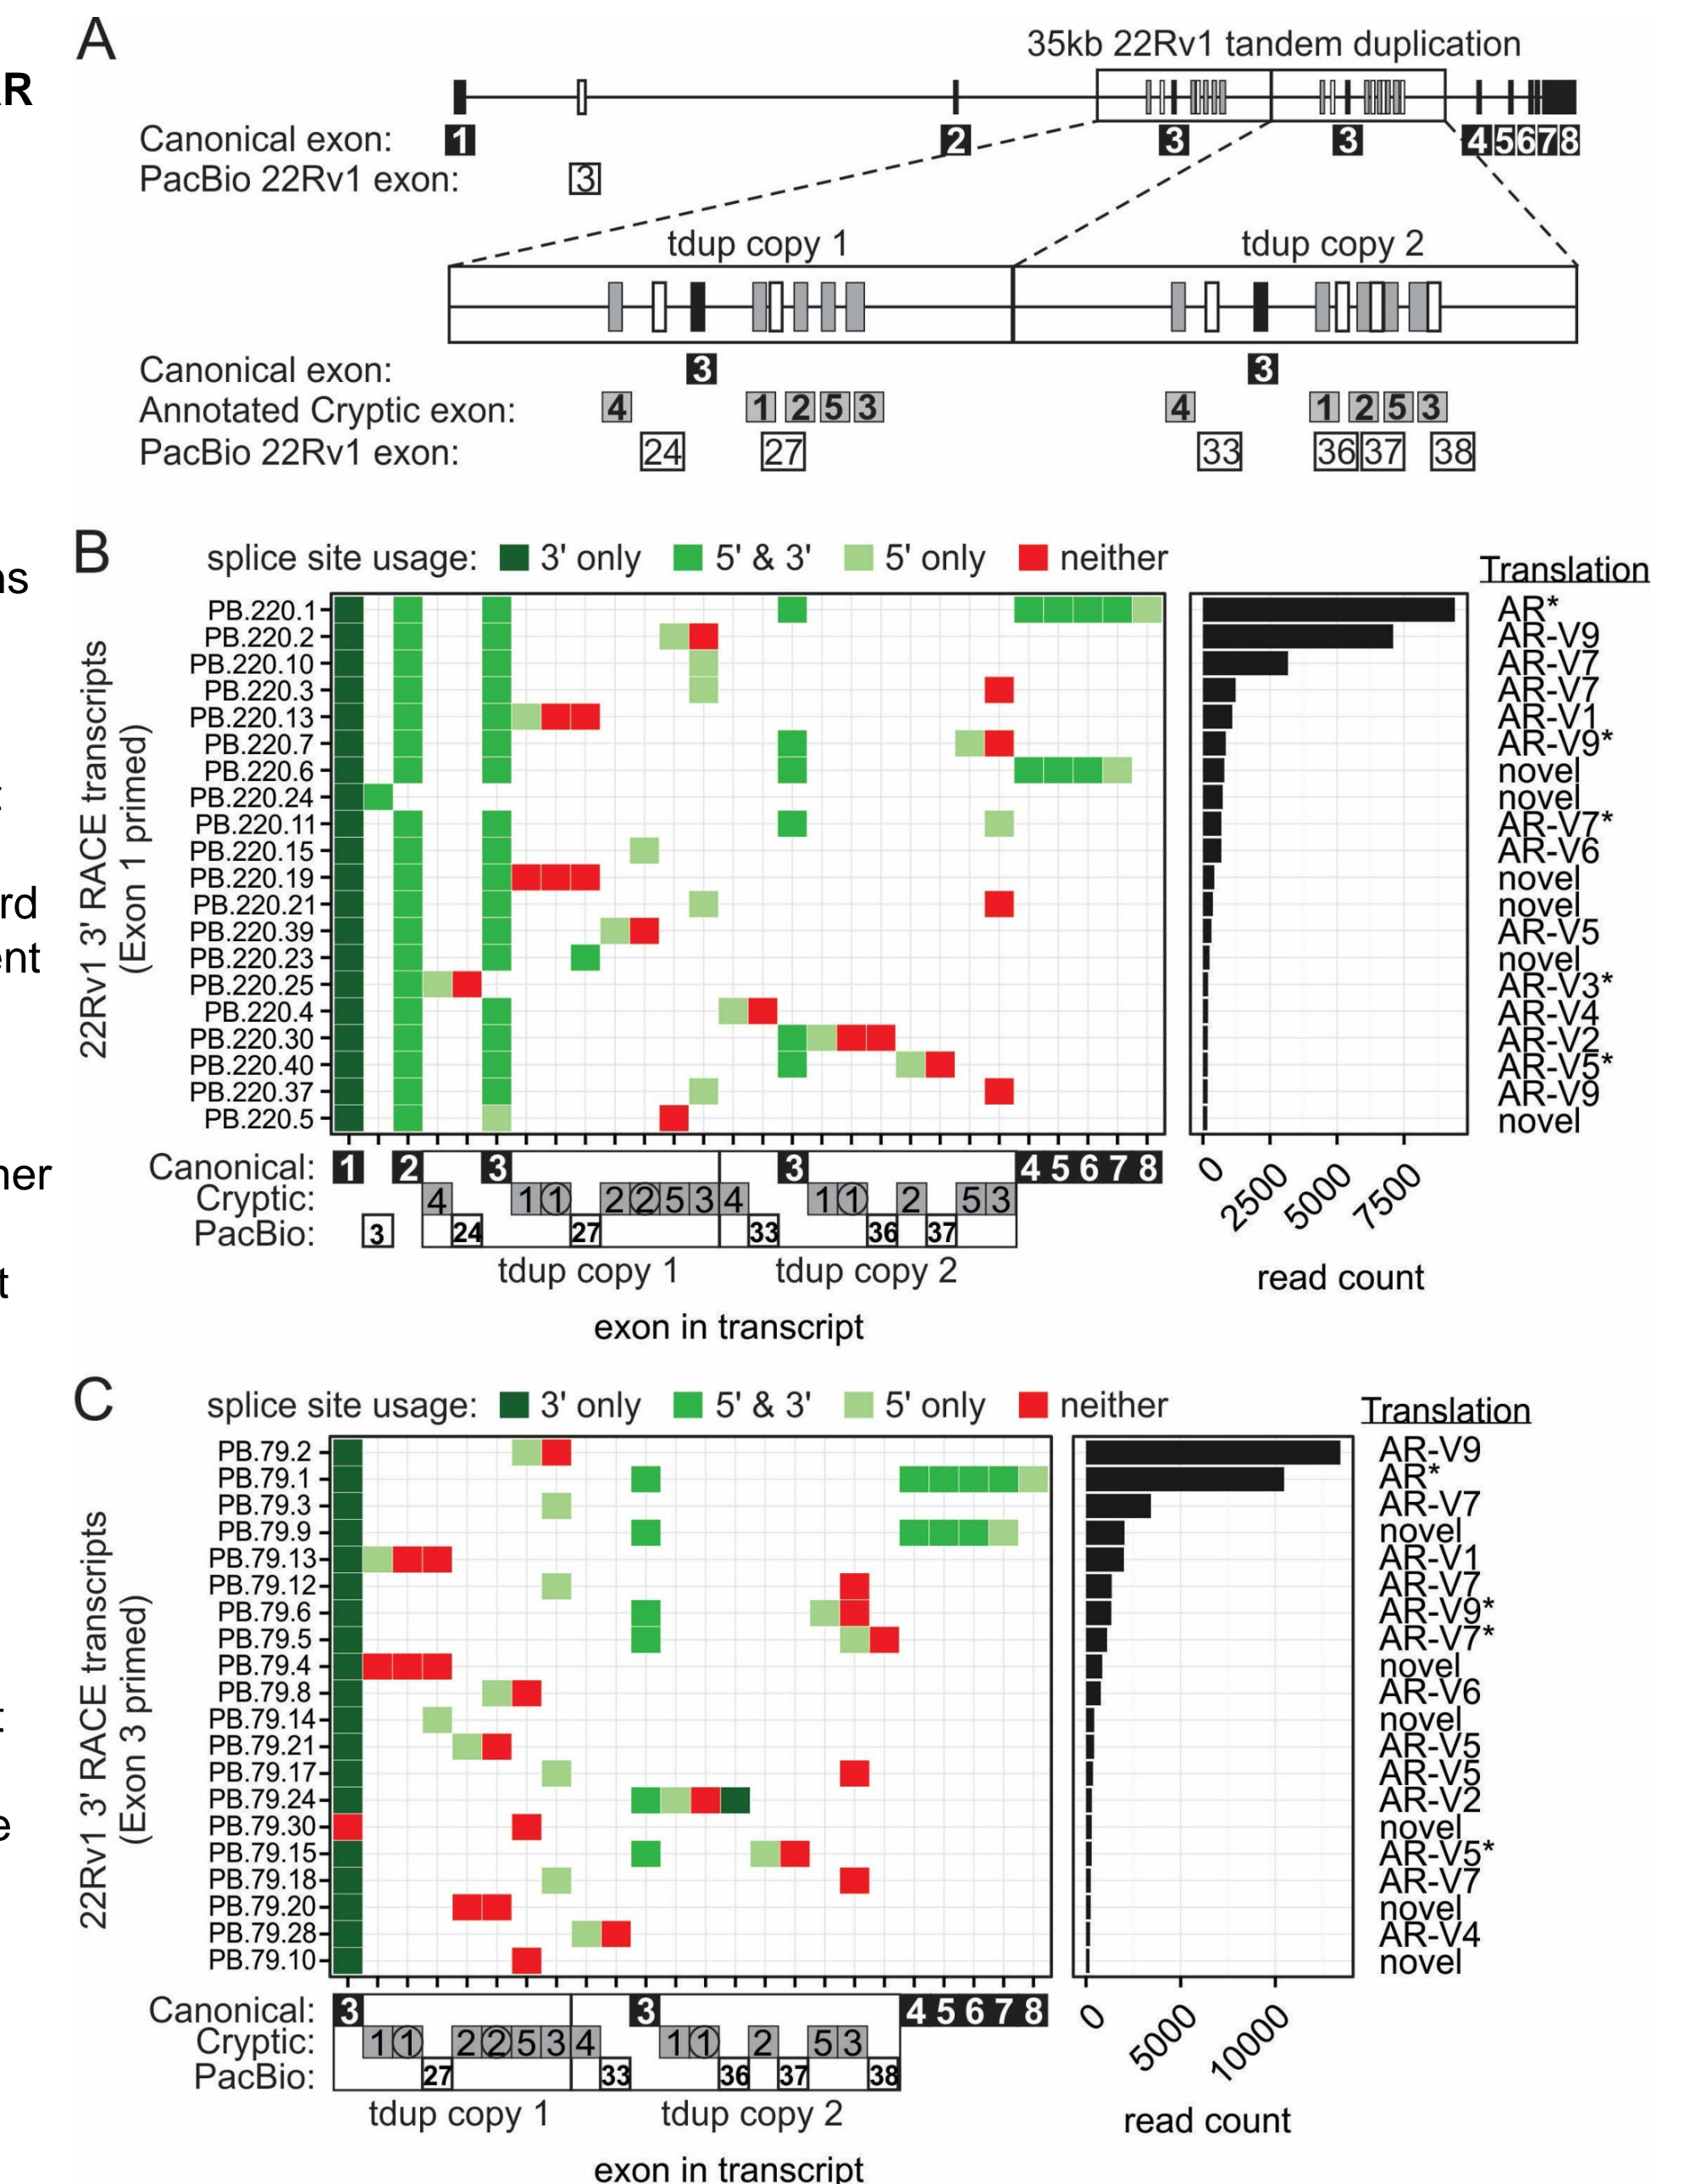 A
35kb 22Rv1 tandem duplication
AR
Canonical exon: 1 2 3 3 4 5 6 7 8
PacBio 22Rv1 exon: 3
tdup copy 1 tdup copy 2
Canonical exon: 3 3
Annotated Cryptic exon: 4 1 2 5 3 4 1 2 5 3
PacBio 22Rv1 exon: 24 27 33 36 37 38
B
splice site usage: 3' only 5' & 3' 5' only neither
Translation
ns
22Rv1 3' RACE transcripts
(Exon 1 primed)
PB.220.1 AR*
PB.220.2 AR-V9
PB.220.10 AR-V7
PB.220.3 AR-V7
PB.220.13 AR-V1
PB.220.7 AR-V9*
PB.220.6 novel
PB.220.24 novel
t
PB.220.11 AR-V7*
PB.220.15 AR-V6
PB.220.19 novel
rd
PB.220.21 novel
PB.220.39 AR-V5
PB.220.23 novel
ent
PB.220.25 AR-V3*
PB.220.4 AR-V4
PB.220.30 AR-V2
PB.220.40 AR-V5*
PB.220.37 AR-V9
PB.220.5 novel
her
Canonical: 1 2 3 3 4 5 6 7 8
Cryptic: 4 1 1 2 2 5 3 4 1 1 2 5 3
PacBio: 3 24 27 33 36 37
0 2500 5000 7500
tdup copy 1 tdup copy 2
read count
t
exon in transcript
C
splice site usage: 3' only 5' & 3' 5' only neither
Translation
22Rv1 3' RACE transcripts
(Exon 3 primed)
PB.79.2 AR-V9
PB.79.1 AR*
PB.79.3 AR-V7
PB.79.9 novel
PB.79.13 AR-V1
PB.79.12 AR-V7
PB.79.6 AR-V9*
PB.79.5 AR-V7*
PB.79.4 novel
PB.79.8 AR-V6
t
PB.79.14 novel
PB.79.21 AR-V5
PB.79.17 AR-V5
PB.79.24 AR-V2
e
PB.79.30 novel
PB.79.15 AR-V5*
PB.79.18 AR-V7
PB.79.20 novel
PB.79.28 AR-V4
PB.79.10 novel
Canonical: 3 3 4 5 6 7 8
Cryptic: 1 1 2 2 5 3 4 1 1 2 5 3
PacBio: 27 33 36 37 38
0 5000 10000
tdup copy 1 tdup copy 2
read count
exon in transcript